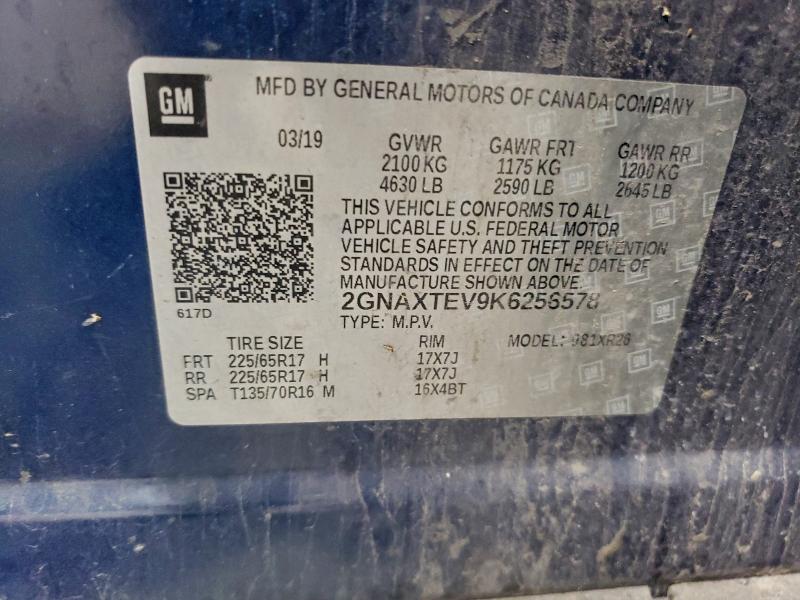 GM
MFD BY GENERAL MOTORS OF CANADA COMPANY
03/19 GVWR GAWR FRT GAWR RR
2100 KG 1175 KG 1200 KG
4630 LB 2590 LB 2645 LB
THIS VEHICLE CONFORMS TO ALL
APPLICABLE U.S. FEDERAL MOTOR
VEHICLE SAFETY AND THEFT PREVENTION
STANDARDS IN EFFECT ON THE DATE OF
MANUFACTURE SHOWN ABOVE.
2GNAXTEV9K6256578
617D
TYPE: M.P.V.
TIRE SIZE RIM MODEL: 981XR26
FRT 225/65R17 H 17X7J
RR 225/65R17 H 17X7J
SPA T135/70R16 M 16X4BT